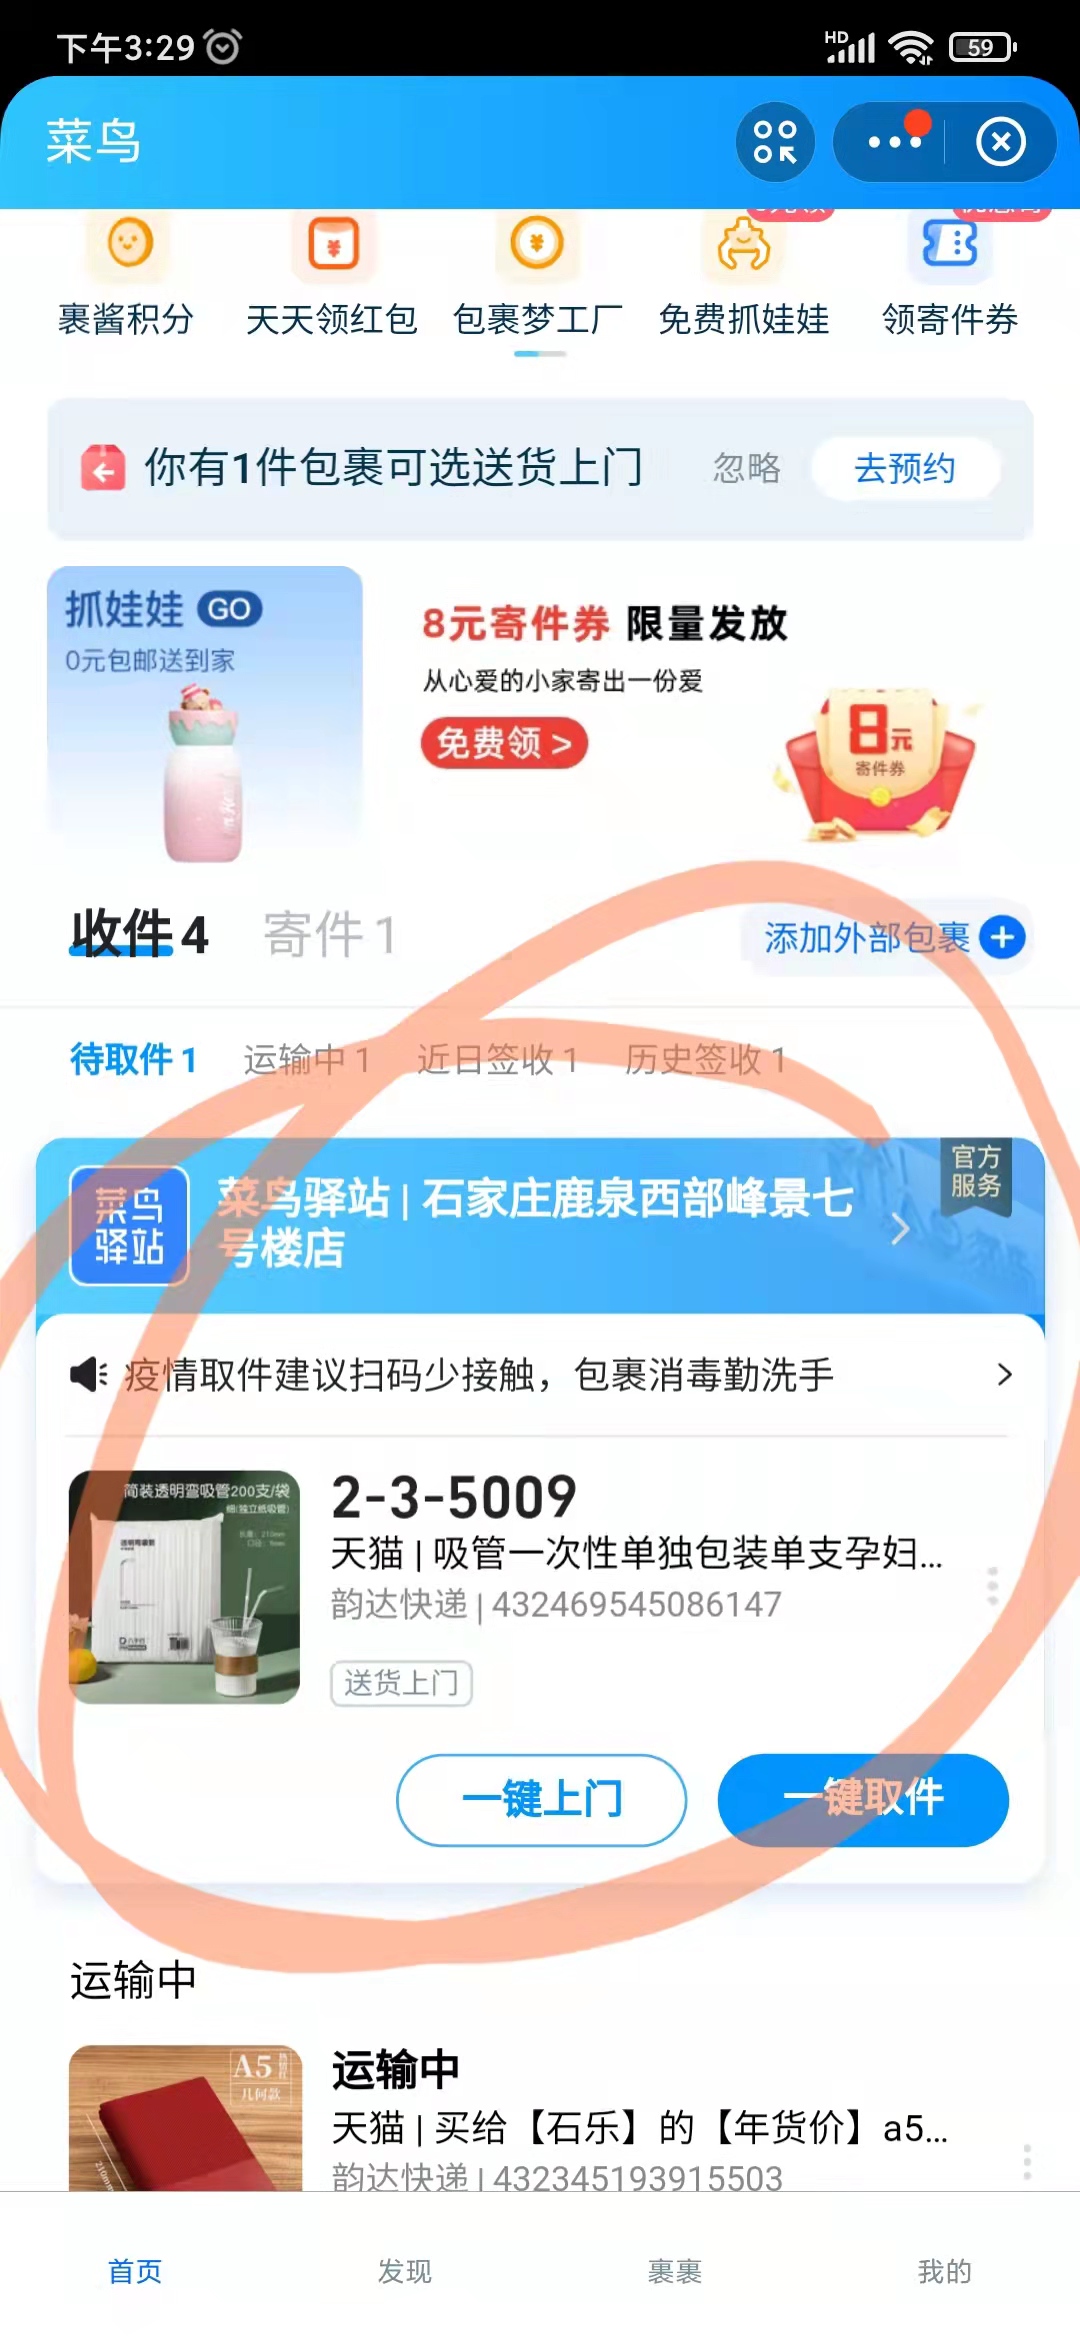 下午3:29
HD
59
菜鸟
裹酱积分
天天领红包
包裹梦工厂
免费抓娃娃
领寄件券
你有1件包裹可选送货上门
忽略
去预约
抓娃娃 GO
0元包邮送到家
8元寄件券 限量发放
从心爱的小家寄出一份爱
免费领 >
8元
寄件券
收件4
寄件1
添加外部包裹
待取件1
运输中1
近日签收1
历史签收1
菜鸟
驿站
菜鸟驿站 | 石家庄鹿泉西部峰景七
号楼店
官方
服务
疫情取件建议扫码少接触，包裹消毒勤洗手
简装透明弯吸管200支/袋
细(独立纸吸管)
2-3-5009
天猫 | 吸管一次性单独包装单支孕妇...
韵达快递 | 432469545086147
送货上门
一键上门
一键取件
运输中
A5
几何款
210mm
运输中
天猫 | 买给【石乐】的【年货价】a5...
韵达快递 | 432345193915503
首页
发现
裹裹
我的